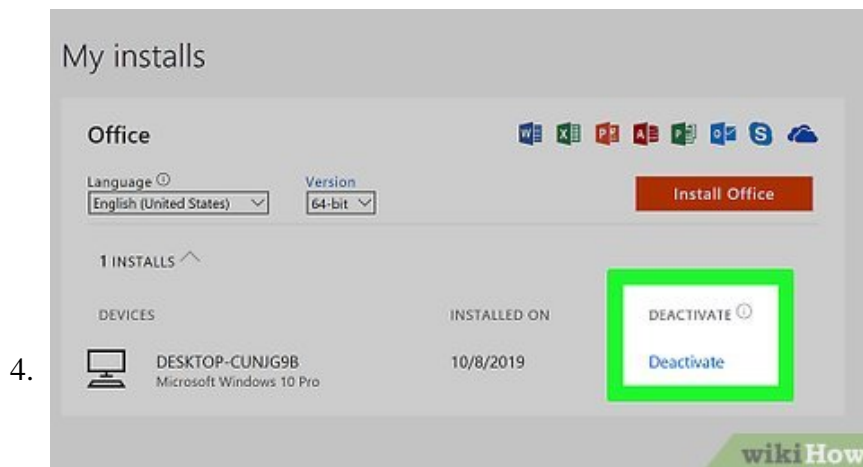 My installs
Office
Language Version
English (United States) 64-bit Install Office
1 INSTALLS
DEVICES INSTALLED ON DEACTIVATE
4. DESKTOP-CUNJG9B 10/8/2019 Deactivate
Microsoft Windows 10 Pro
wikiHow